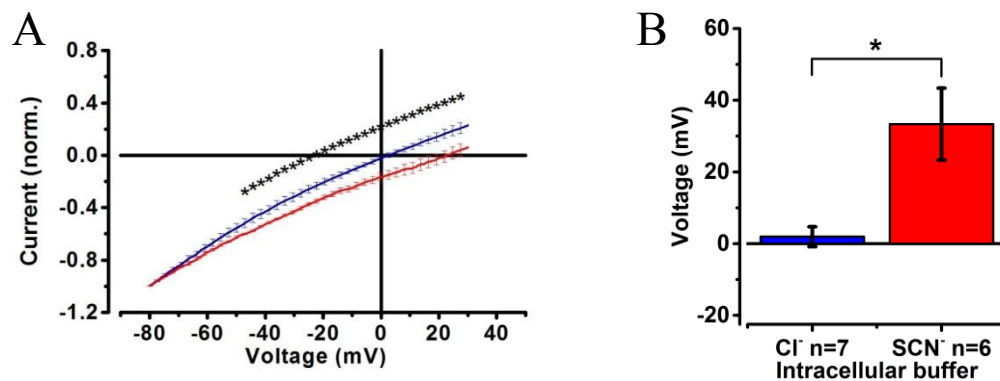 A
0.8
0.4
0.0
-0.4
-0.8
-1.2
Current (norm.)
-80 -60 -40 -20 0 20 40
Voltage (mV)
B
60
40
20
0
-20
Voltage (mV)
*
Cl⁻ n=7 SCN⁻ n=6
Intracellular buffer